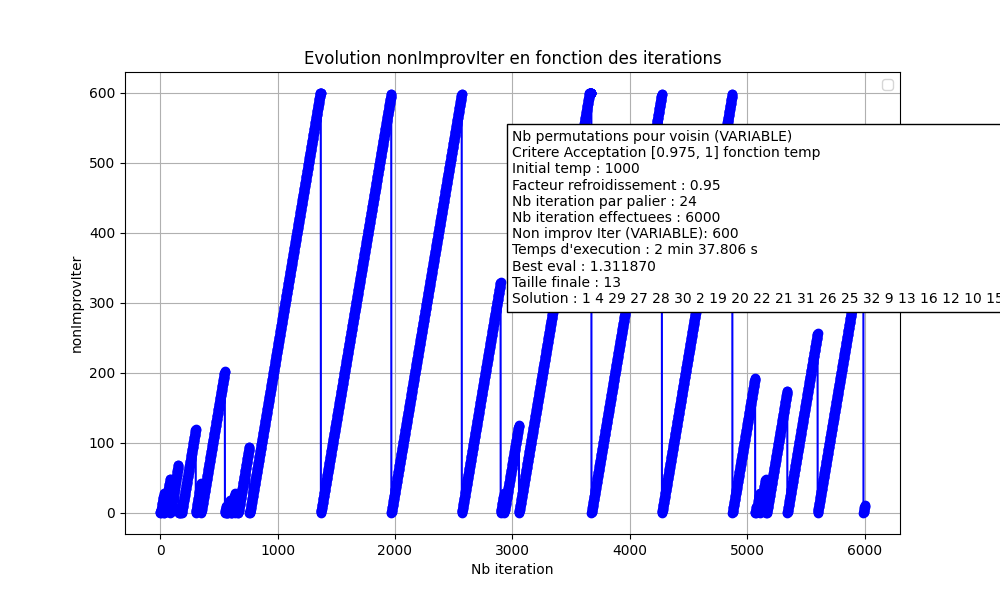 Evolution nonImprovIter en fonction des iterations
600
500
400
300
200
100
0
nonImprovIter
Nb permutations pour voisin (VARIABLE)
Critere Acceptation [0.975, 1] fonction temp
Initial temp : 1000
Facteur refroidissement : 0.95
Nb iteration par palier : 24
Nb iteration effectuees : 6000
Non improv Iter (VARIABLE): 600
Temps d'execution : 2 min 37.806 s
Best eval : 1.311870
Taille finale : 13
Solution : 1 4 29 27 28 30 2 19 20 22 21 31 26 25 32 9 13 16 12 10 15
0 1000 2000 3000 4000 5000 6000
Nb iteration